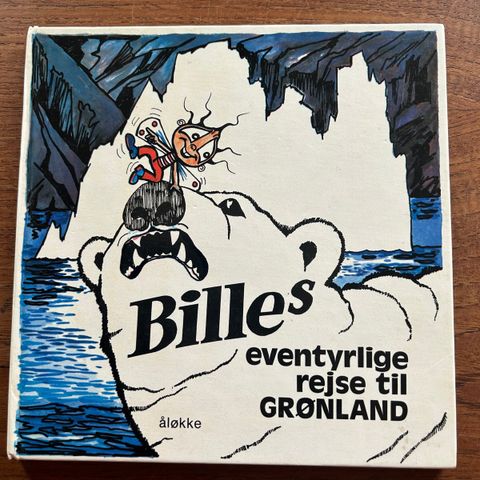 Billes
eventyrlige
rejse til
GRØNLAND
åløkke